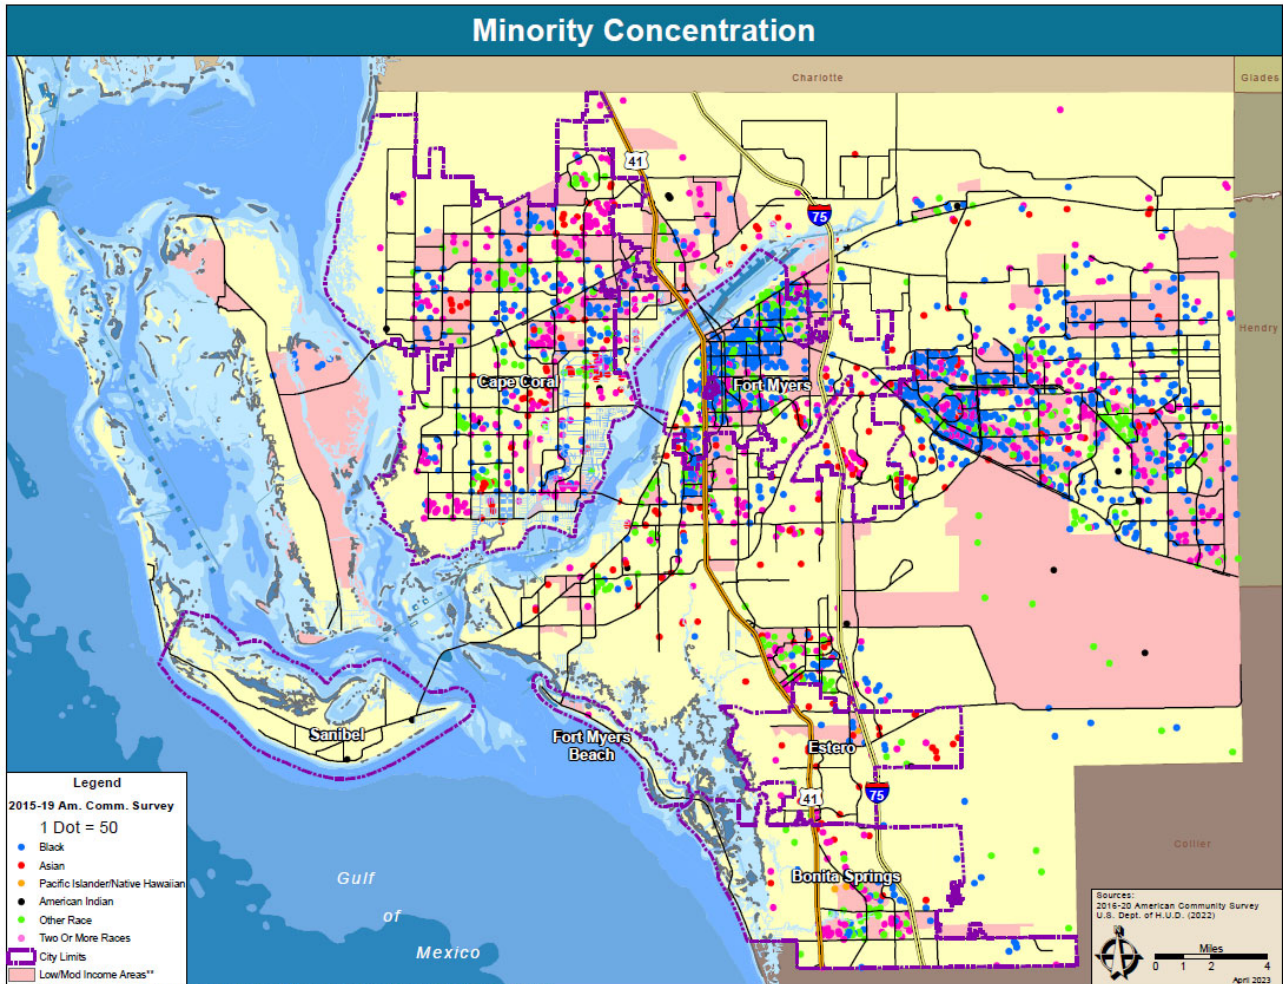 Minority Concentration
Charlotte
Glades
41
75
Hendry
Cape Coral
Fort Myers
Sanibel
Fort Myers
Beach
Estero
41
75
Bonita Springs
Collier
Gulf
of
Mexico
Legend
2015-19 Am. Comm. Survey
1 Dot = 50
Black
Asian
Pacific Islander/Native Hawaiian
American Indian
Other Race
Two Or More Races
City Limits
Low/Mod Income Areas**
Sources:
2016-20 American Community Survey
U.S. Dept. of H.U.D. (2022)
Miles
0 1 2 4
April 2023